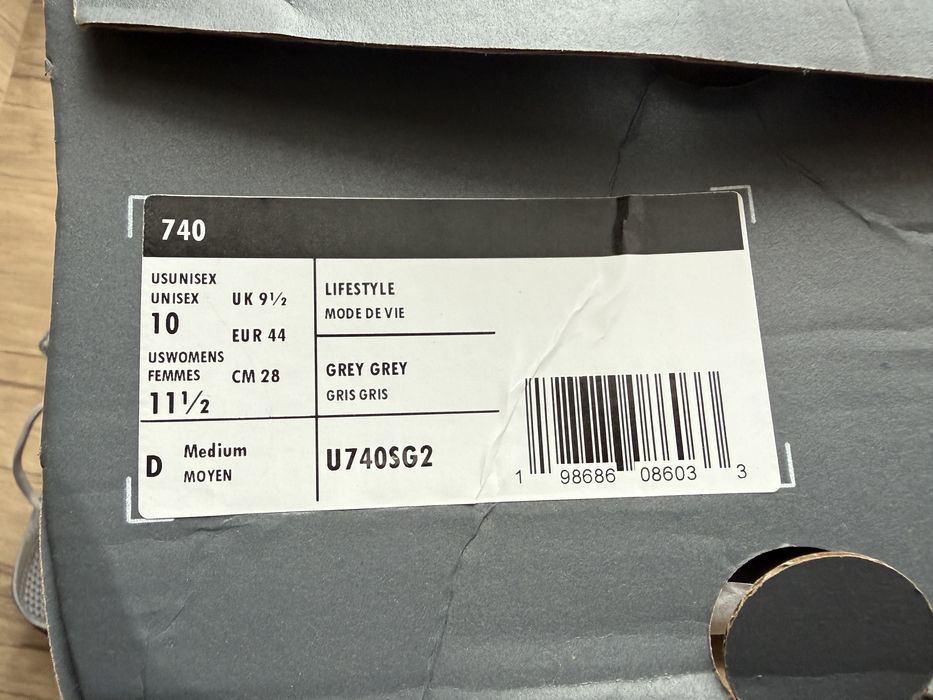 740
USUNISEX
UNISEX
10
UK 9½
EUR 44
USWOMENS
FEMMES
11½
CM 28
LIFESTYLE
MODE DE VIE
GREY GREY
GRIS GRIS
D Medium
MOYEN
U740SG2
1 98686 08603 3